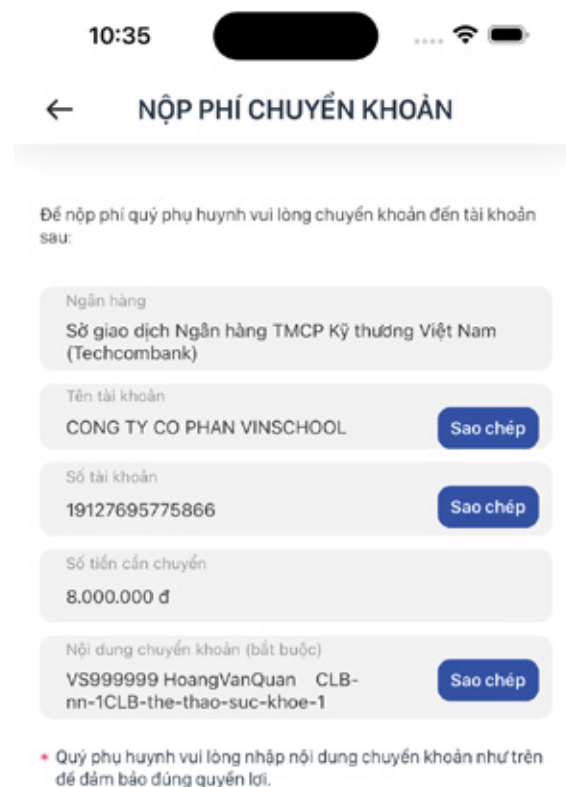 10:35
NỘP PHÍ CHUYỂN KHOẢN
Để nộp phí quý phụ huynh vui lòng chuyển khoản đến tài khoản
sau:
Ngân hàng
Sở giao dịch Ngân hàng TMCP Kỹ thương Việt Nam
(Techcombank)
Tên tài khoản
CONG TY CO PHAN VINSCHOOL
Sao chép
Số tài khoản
19127695775866
Sao chép
Số tiền cần chuyển
8.000.000 đ
Nội dung chuyển khoản (bắt buộc)
VS999999 HoangVanQuan CLB-
nn-1CLB-the-thao-suc-khoe-1
Sao chép
* Quý phụ huynh vui lòng nhập nội dung chuyển khoản như trên
để đảm bảo đúng quyền lợi.